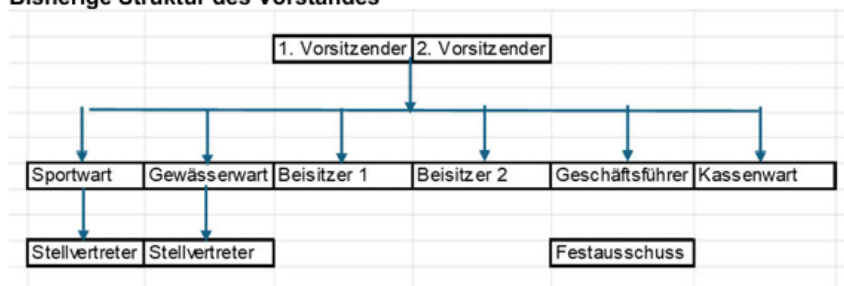 Bisherige Struktur des Vorstandes
1. Vorsitzender 2. Vorsitzender
Sportwart Gewässerwart Beisitzer 1 Beisitzer 2 Geschäftsführer Kassenwart
Stellvertreter Stellvertreter Festausschuss